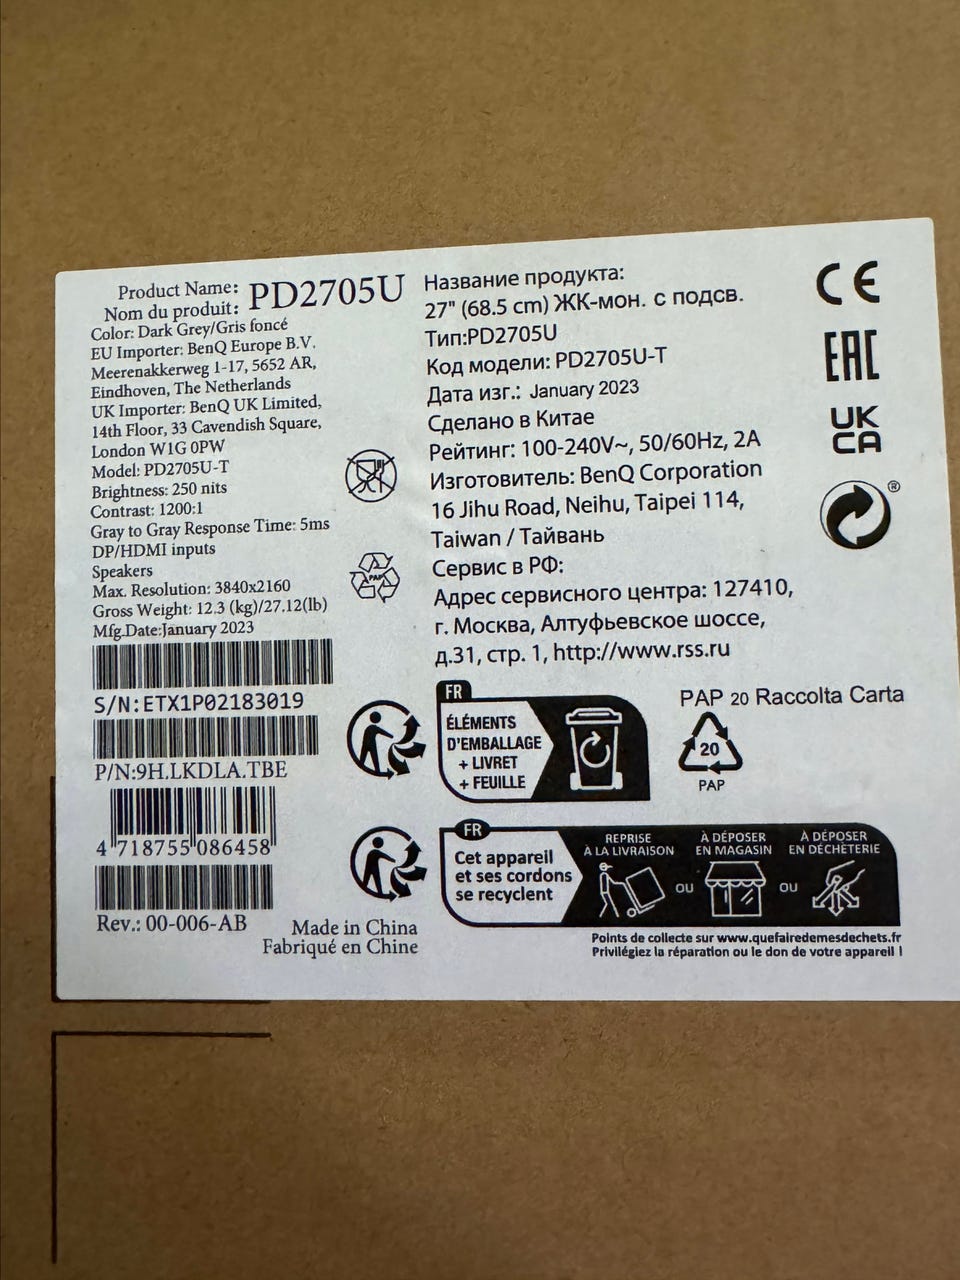 Product Name:
Nom du produit: PD2705U
Color: Dark Grey/Gris foncé
EU Importer: BenQ Europe B.V.
Meerenakkerweg 1-17, 5652 AR,
Eindhoven, The Netherlands
UK Importer: BenQ UK Limited,
14th Floor, 33 Cavendish Square,
London W1G 0PW
Model: PD2705U-T
Brightness: 250 nits
Contrast: 1200:1
Gray to Gray Response Time: 5ms
DP/HDMI inputs
Speakers
Max. Resolution: 3840x2160
Gross Weight: 12.3 (kg)/27.12(lb)
Mfg.Date:January 2023
S/N:ETX1P02183019
P/N:9H.LKDLA.TBE
4 718755 086458
Rev.: 00-006-AB
Made in China
Fabriqué en Chine
PAP
Название продукта:
27" (68.5 cm) ЖК-мон. с подсв.
Тип:PD2705U
Код модели: PD2705U-T
Дата изг.: January 2023
Сделано в Китае
Рейтинг: 100-240V~, 50/60Hz, 2A
Изготовитель: BenQ Corporation
16 Jihu Road, Neihu, Taipei 114,
Taiwan / Тайвань
Сервис в РФ:
Адрес сервисного центра: 127410,
г. Москва, Алтуфьевское шоссе,
д.31, стр. 1, http://www.rss.ru
CE
EAC
UK
CA
®
FR
ÉLÉMENTS
D'EMBALLAGE
+ LIVRET
+ FEUILLE
PAP 20 Raccolta Carta
20
PAP
FR
Cet appareil
et ses cordons
se recyclent
REPRISE
À LA LIVRAISON
OU
À DÉPOSER
EN MAGASIN
OU
À DÉPOSER
EN DÉCHÈTERIE
Points de collecte sur www.quefairedemesdechets.fr
Privilégiez la réparation ou le don de votre appareil !